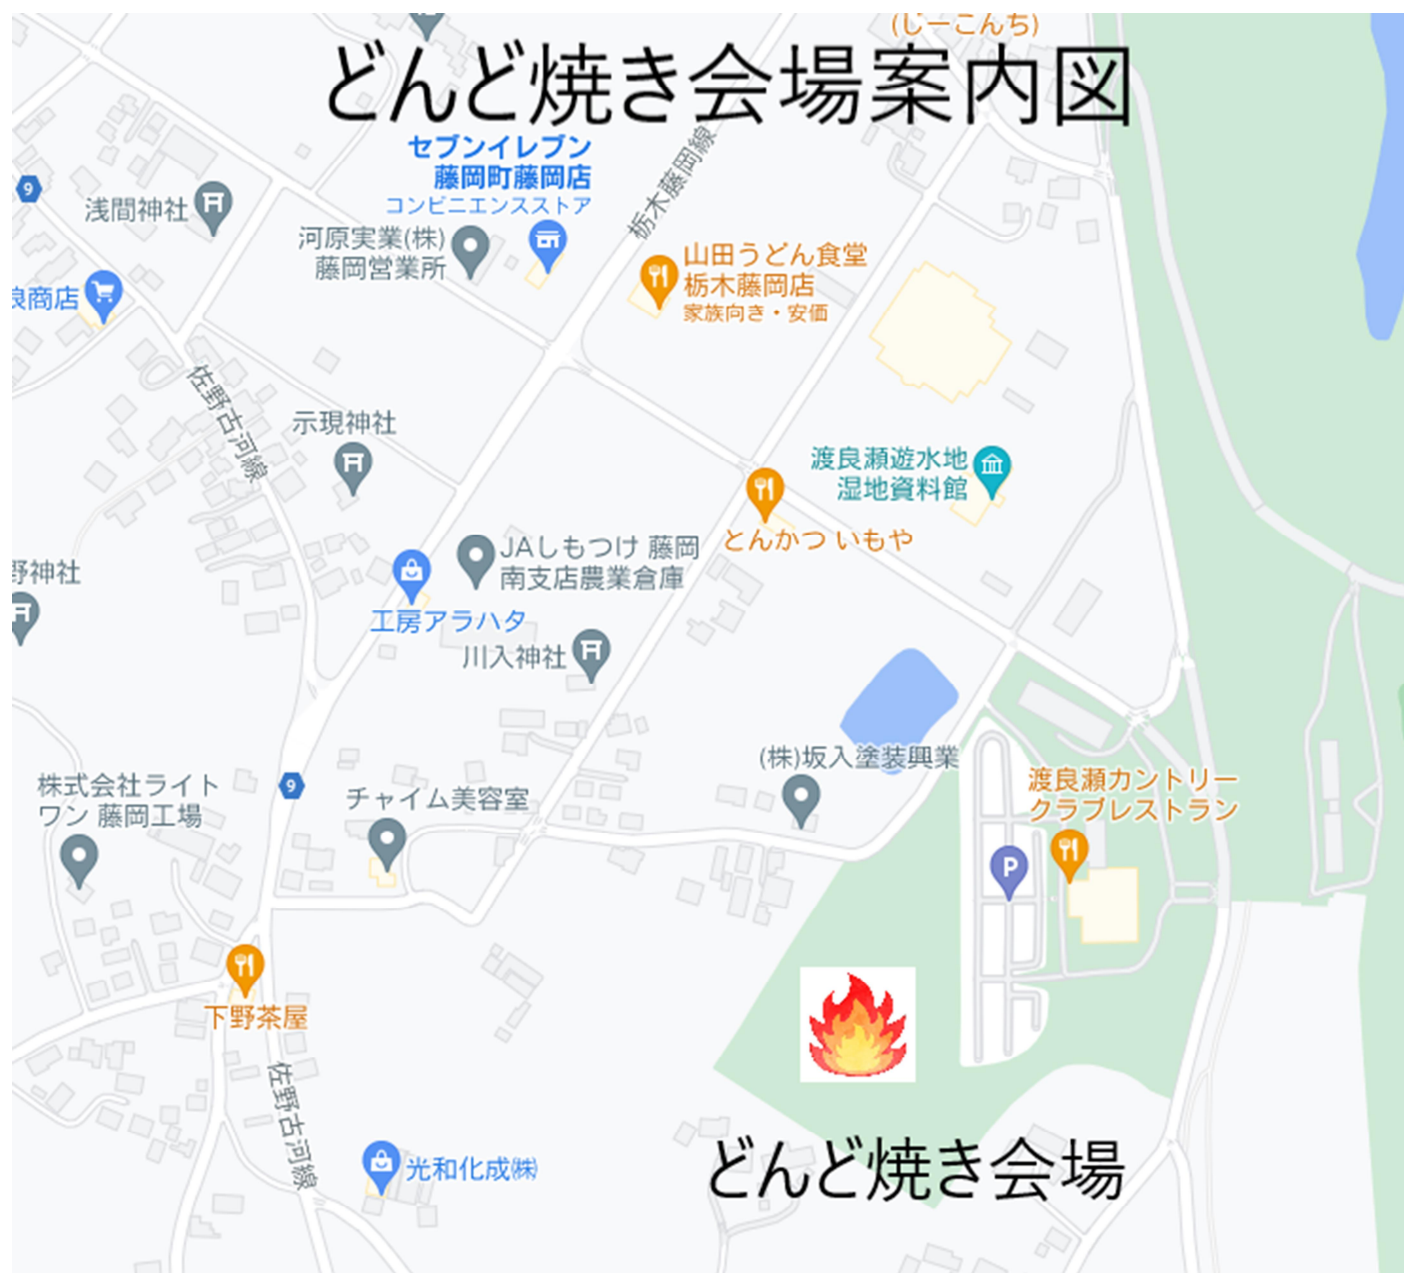 (じーこんち)
どんど焼き会場案内図
セブンイレブン
藤岡町藤岡店
コンビニエンスストア
栃木藤岡線
9
浅間神社
河原実業(株)
藤岡営業所
山田うどん食堂
栃木藤岡店
家族向き・安価
良商店
佐野古河線
示現神社
渡良瀬遊水地
湿地資料館
とんかつ いもや
JAしもつけ 藤岡
南支店農業倉庫
野神社
工房アラハタ
川入神社
(株)坂入塗装興業
渡良瀬カントリー
クラブレストラン
株式会社ライト
ワン 藤岡工場
9
チャイム美容室
P
下野茶屋
佐野古河線
どんど焼き会場
光和化成㈱